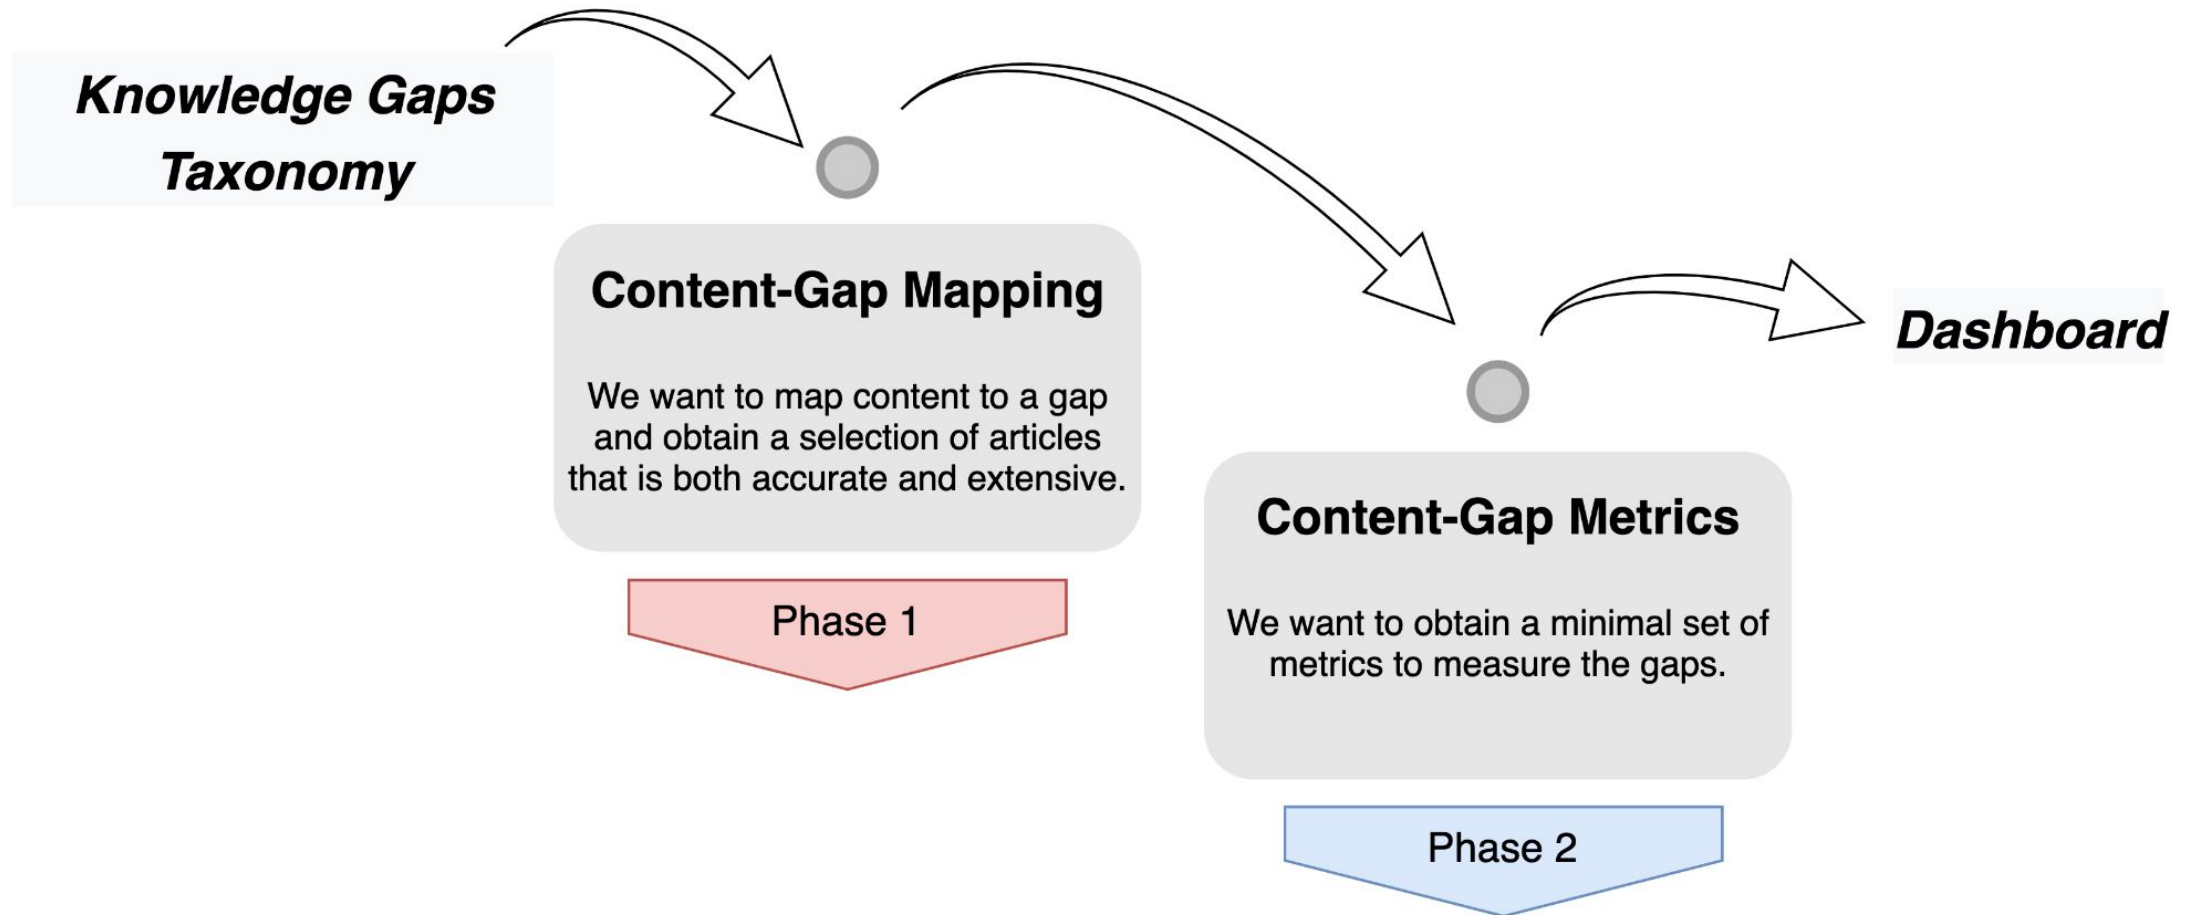 Knowledge Gaps
Taxonomy
Content-Gap Mapping
We want to map content to a gap
and obtain a selection of articles
that is both accurate and extensive.
Phase 1
Dashboard
Content-Gap Metrics
We want to obtain a minimal set of
metrics to measure the gaps.
Phase 2